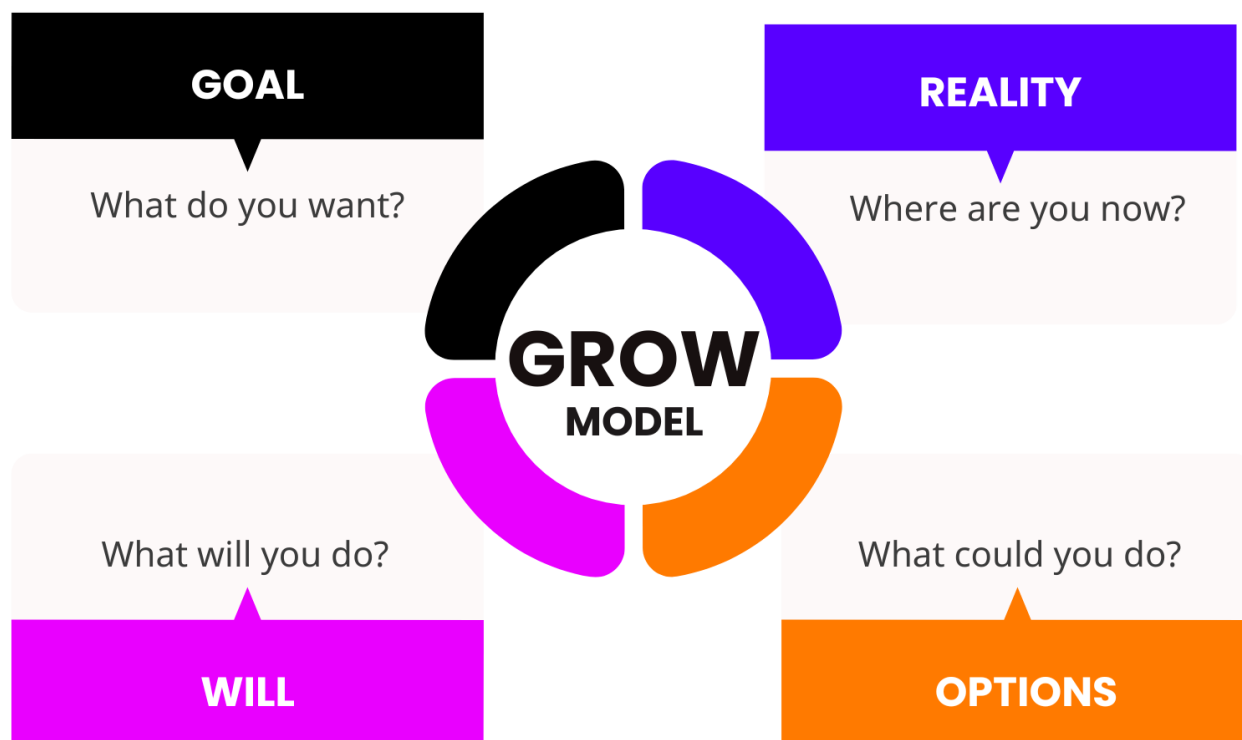 GOAL
What do you want?
REALITY
Where are you now?
GROW
MODEL
What will you do?
WILL
What could you do?
OPTIONS